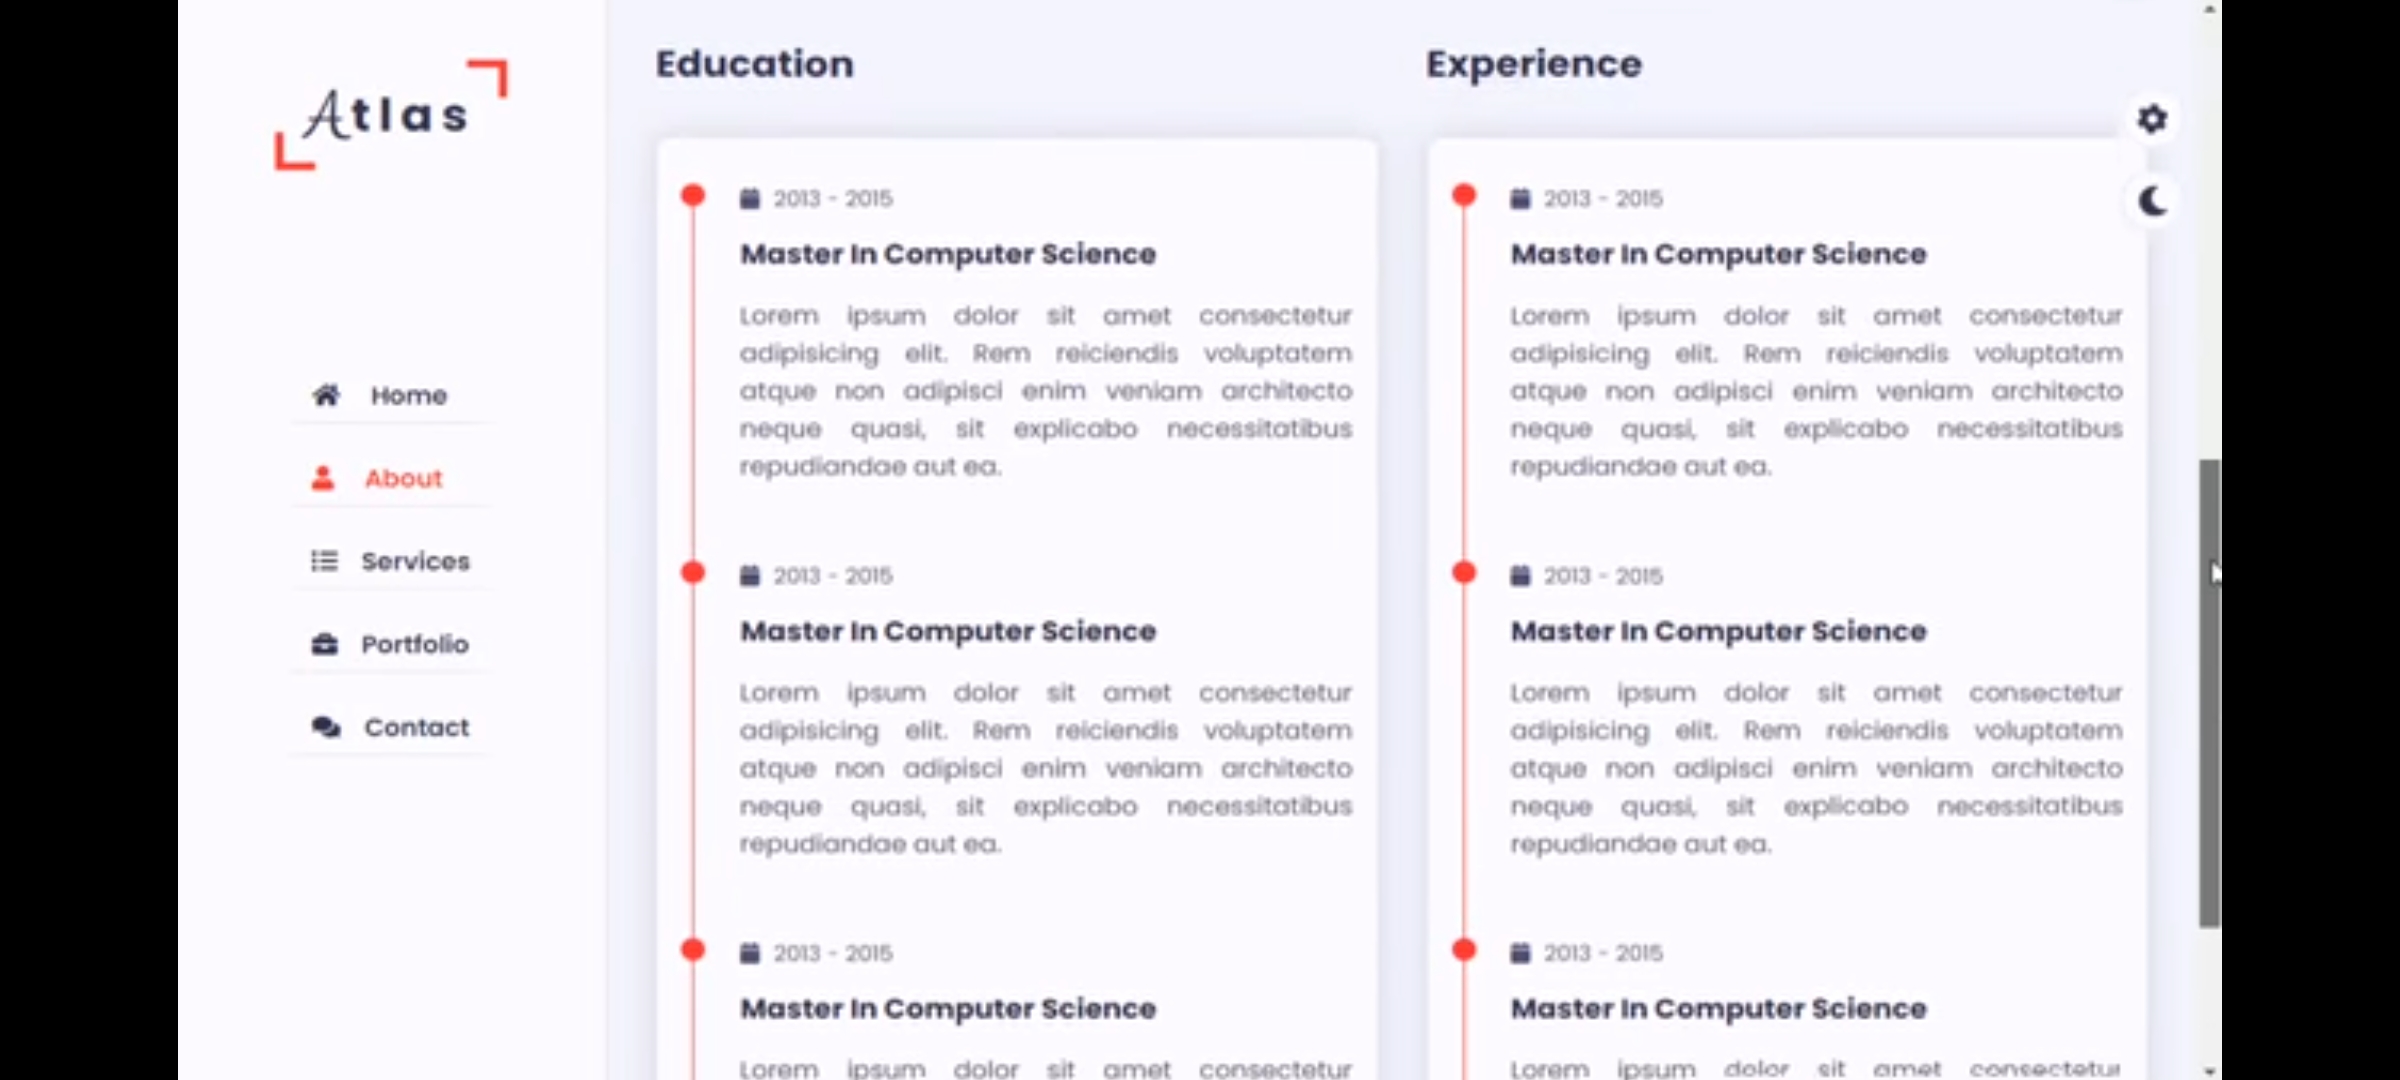 Atlas
Home
About
Services
Portfolio
Contact
Education
2013 - 2015
Master In Computer Science
Lorem ipsum dolor sit amet consectetur
adipisicing elit. Rem reiciendis voluptatem
atque non adipisci enim veniam architecto
neque quasi, sit explicabo necessitatibus
repudiandae aut ea.
2013 - 2015
Master In Computer Science
Lorem ipsum dolor sit amet consectetur
adipisicing elit. Rem reiciendis voluptatem
atque non adipisci enim veniam architecto
neque quasi, sit explicabo necessitatibus
repudiandae aut ea.
2013 - 2015
Master In Computer Science
Lorem ipsum dolor sit amet consectetur
Experience
2013 - 2015
Master In Computer Science
Lorem ipsum dolor sit amet consectetur
adipisicing elit. Rem reiciendis voluptatem
atque non adipisci enim veniam architecto
neque quasi, sit explicabo necessitatibus
repudiandae aut ea.
2013 - 2015
Master In Computer Science
Lorem ipsum dolor sit amet consectetur
adipisicing elit. Rem reiciendis voluptatem
atque non adipisci enim veniam architecto
neque quasi, sit explicabo necessitatibus
repudiandae aut ea.
2013 - 2015
Master In Computer Science
Lorem ipsum dolor sit amet consectetur